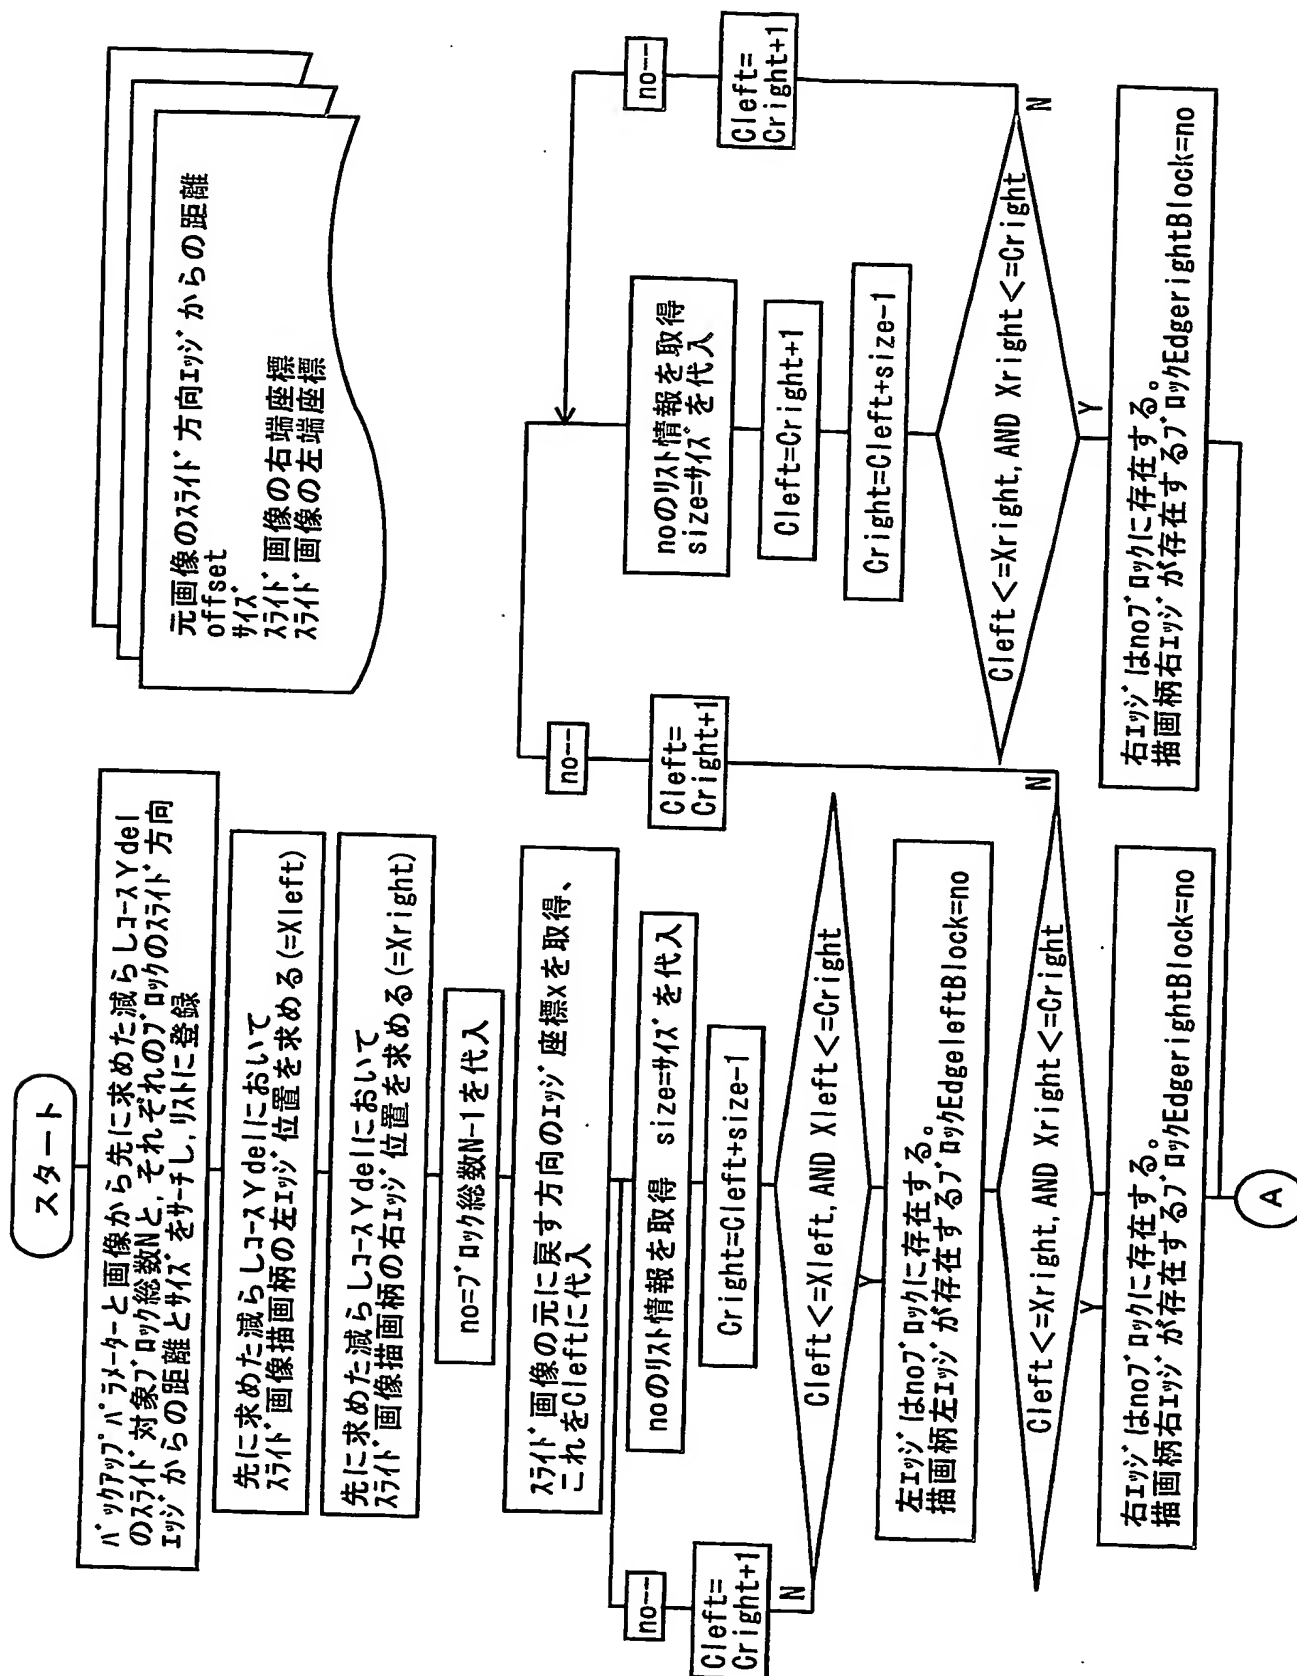 スタート
バックアップパラメーターと画像から先に求めた減らしコースYdel
のスライド対象ブロック総数Nと、それぞれのブロックのスライド方向
エッジからの距離とサイズをサーチし、リストに登録
先に求めた減らしコースYdelにおいて
スライド画像描画柄の左エッジ位置を求める(=Xleft)
先に求めた減らしコースYdelにおいて
スライド画像描画柄の右エッジ位置を求める(=Xright)
no=ブロック総数N-1を代入
スライド画像の元に戻す方向のエッジ座標Xを取得、
これをCleftに代入
noのリスト情報を取得 size=サイズを代入
Cright=Cleft+size-1
Cleft<=Xleft, AND Xleft<=Cright
N
Cleft=
Cright+1
no--
Y
左エッジはnoブロックに存在する。
描画柄左エッジが存在するブロックEdgeleftBlock=no
Cleft<=Xright, AND Xright<=Cright
N
Cleft=
Cright+1
no--
Y
右エッジはnoブロックに存在する。
描画柄右エッジが存在するブロックEdgerightBlock=no
A
元画像のスライド方向エッジからの距離
offset
サイズ
スライド画像の右端座標
スライド画像の左端座標
noのリスト情報を取得
size=サイズを代入
Cleft=Cright+1
Cright=Cleft+size-1
Cleft<=Xright, AND Xright<=Cright
N
Cleft=
Cright+1
no--
Y
右エッジはnoブロックに存在する。
描画柄右エッジが存在するブロックEdgerightBlock=no